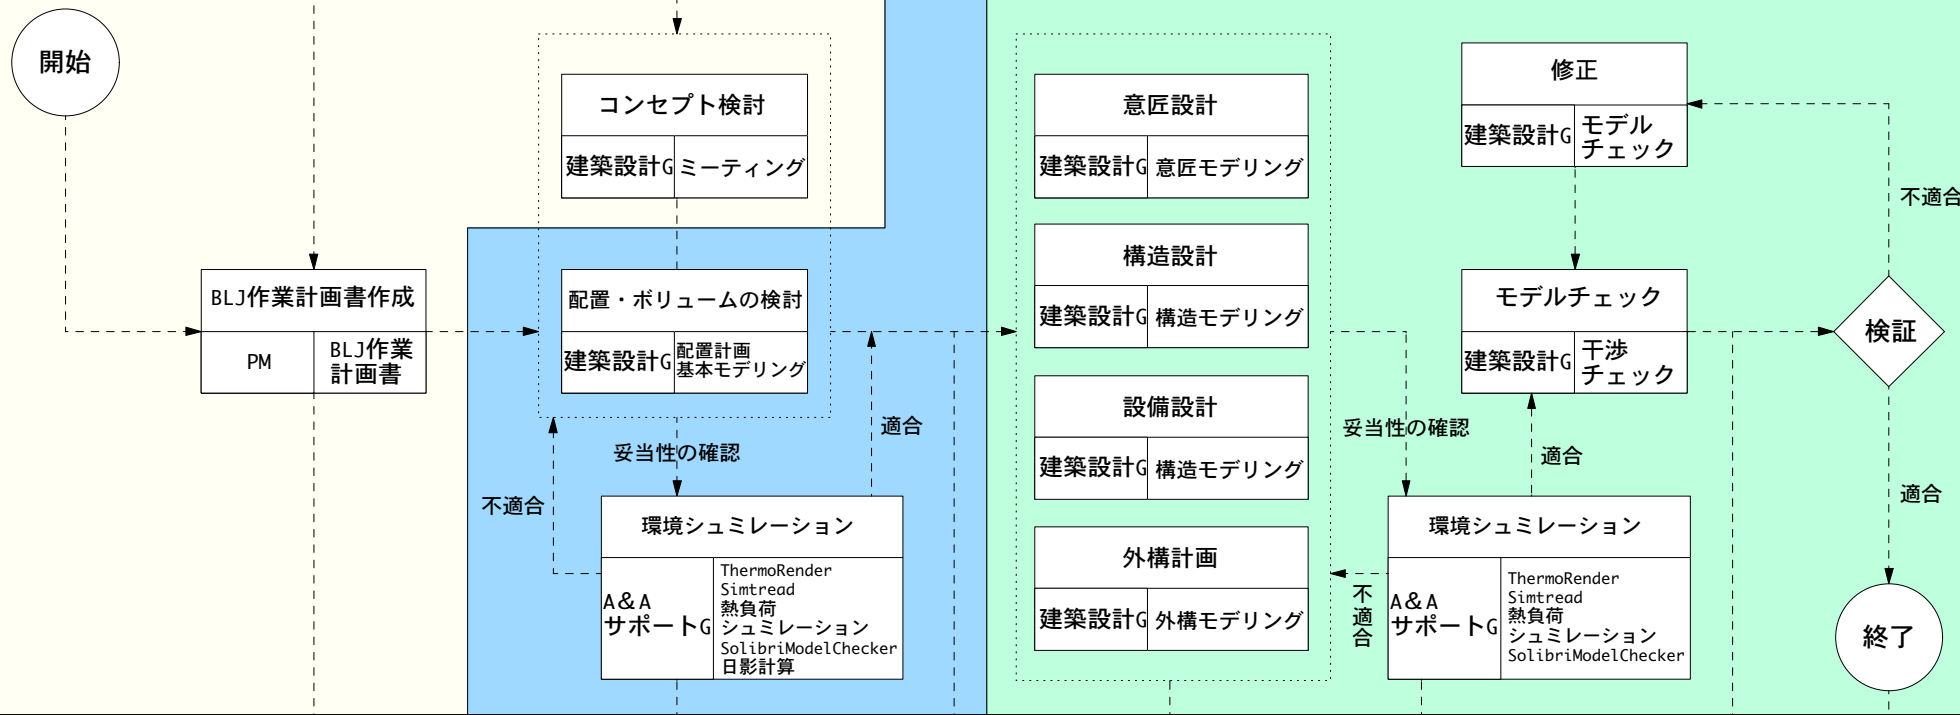 開始
BLJ作業計画書作成
PM
BLJ作業
計画書
コンセプト検討
建築設計G
ミーティング
配置・ボリュームの検討
建築設計G
配置計画
基本モデリング
妥当性の確認
不適合
適合
環境シュミレーション
A&A
サポートG
ThermoRender
Simtread
熱負荷
シュミレーション
SolibriModelChecker
日影計算
意匠設計
建築設計G
意匠モデリング
構造設計
建築設計G
構造モデリング
設備設計
建築設計G
構造モデリング
外構計画
建築設計G
外構モデリング
妥当性の確認
不適合
適合
環境シュミレーション
A&A
サポートG
ThermoRender
Simtread
熱負荷
シュミレーション
SolibriModelChecker
修正
建築設計G
モデル
チェック
モデルチェック
建築設計G
干渉
チェック
不適合
検証
適合
終了